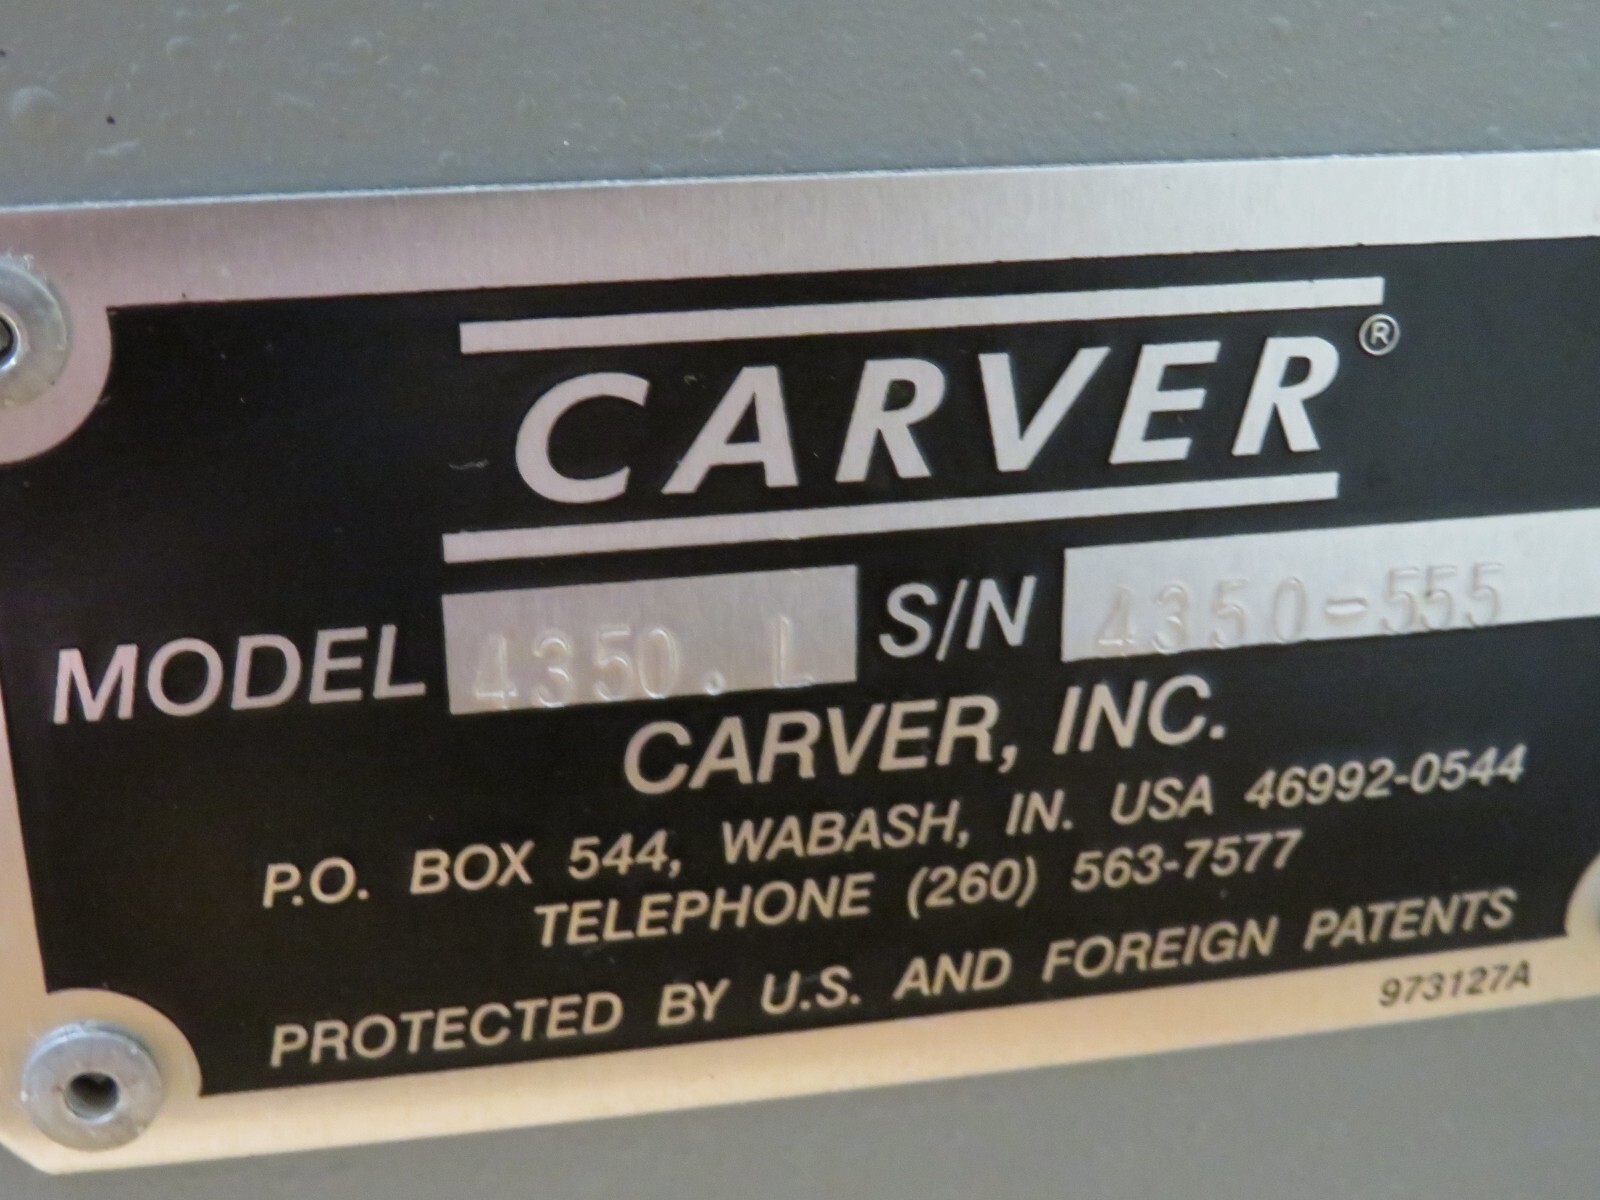 CARVER®
MODEL 4350.L S/N 4350-555
CARVER, INC.
P.O. BOX 544, WABASH, IN. USA 46992-0544
TELEPHONE (260) 563-7577
PROTECTED BY U.S. AND FOREIGN PATENTS
973127A